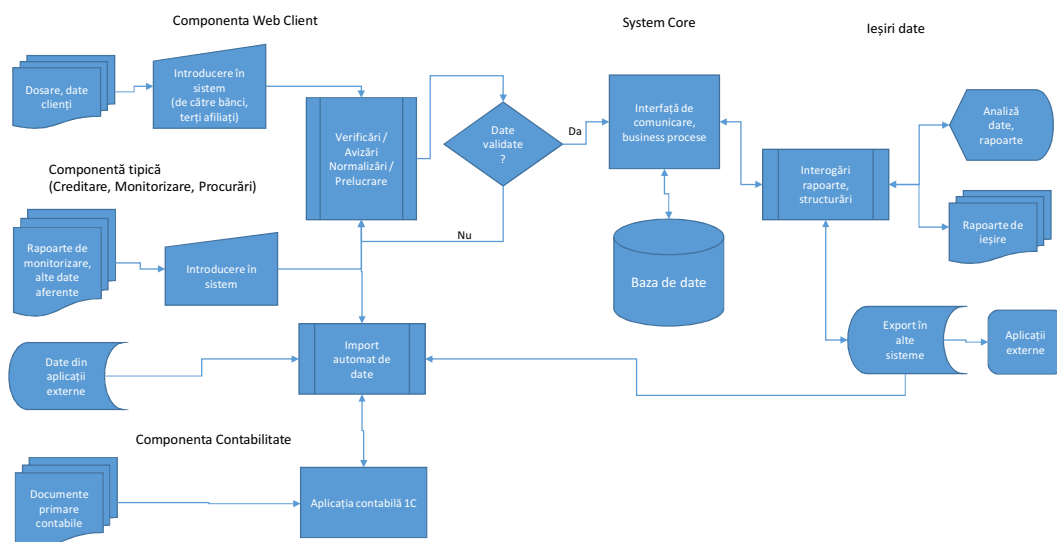 Componenta Web Client
System Core
Ieșiri date
Dosare, date
clienți
Introducere în
sistem
(de către bănci,
terți afiliați)
Verificări /
Avizări
Normalizări /
Prelucrare
Date
validate
?
Da
Nu
Interfață de
comunicare,
business procese
Baza de date
Interogări
rapoarte,
structurări
Analiză
date,
rapoarte
Rapoarte de
ieșire
Componentă tipică
(Creditare, Monitorizare, Procurări)
Rapoarte de
monitorizare,
alte date
aferente
Introducere în
sistem
Date din
aplicații
externe
Import
automat de
date
Export în
alte
sisteme
Aplicații
externe
Componenta Contabilitate
Documente
primare
contabile
Aplicația contabilă 1C